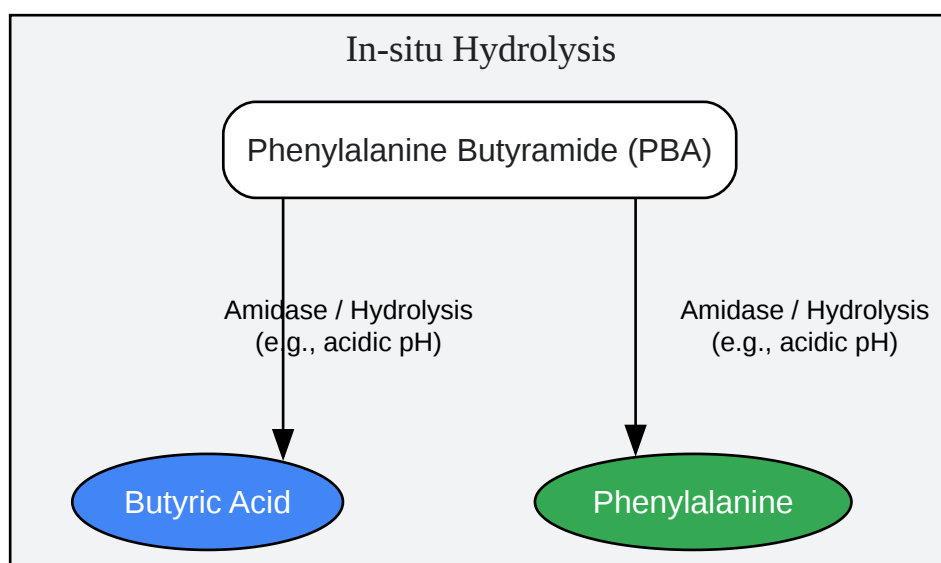 In-situ Hydrolysis
Phenylalanine Butyramide (PBA)
Amidase / Hydrolysis
(e.g., acidic pH)
Amidase / Hydrolysis
(e.g., acidic pH)
Butyric Acid
Phenylalanine